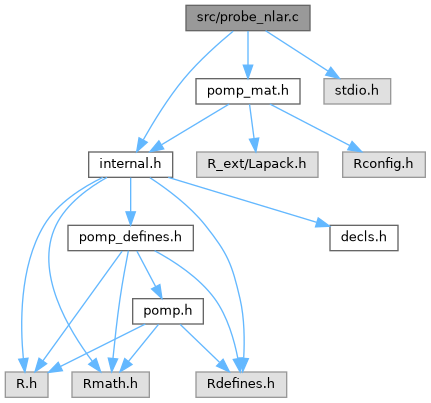 src/probe_nlar.c
pomp_mat.h
stdio.h
internal.h
R_ext/Lapack.h
Rconfig.h
pomp_defines.h
decls.h
pomp.h
R.h
Rmath.h
Rdefines.h